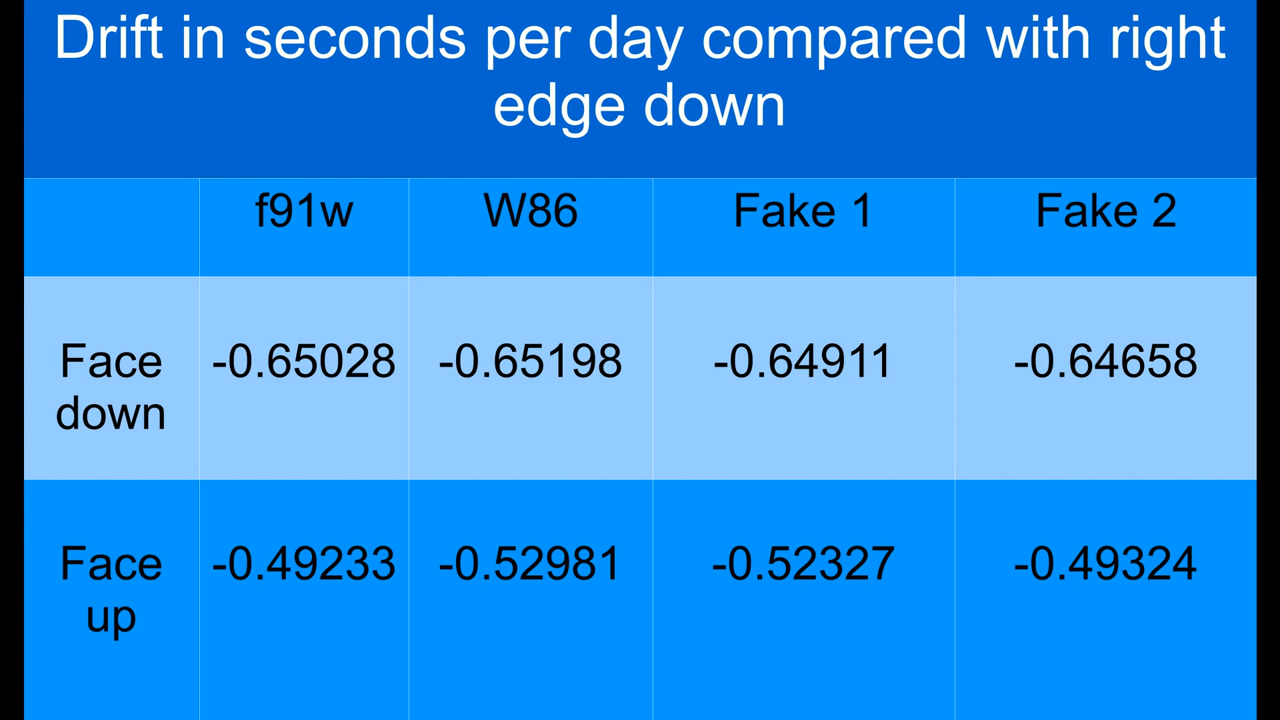 Drift in seconds per day compared with right
edge down
f91w W86 Fake 1 Fake 2
Face down -0.65028 -0.65198 -0.64911 -0.64658
Face up -0.49233 -0.52981 -0.52327 -0.49324